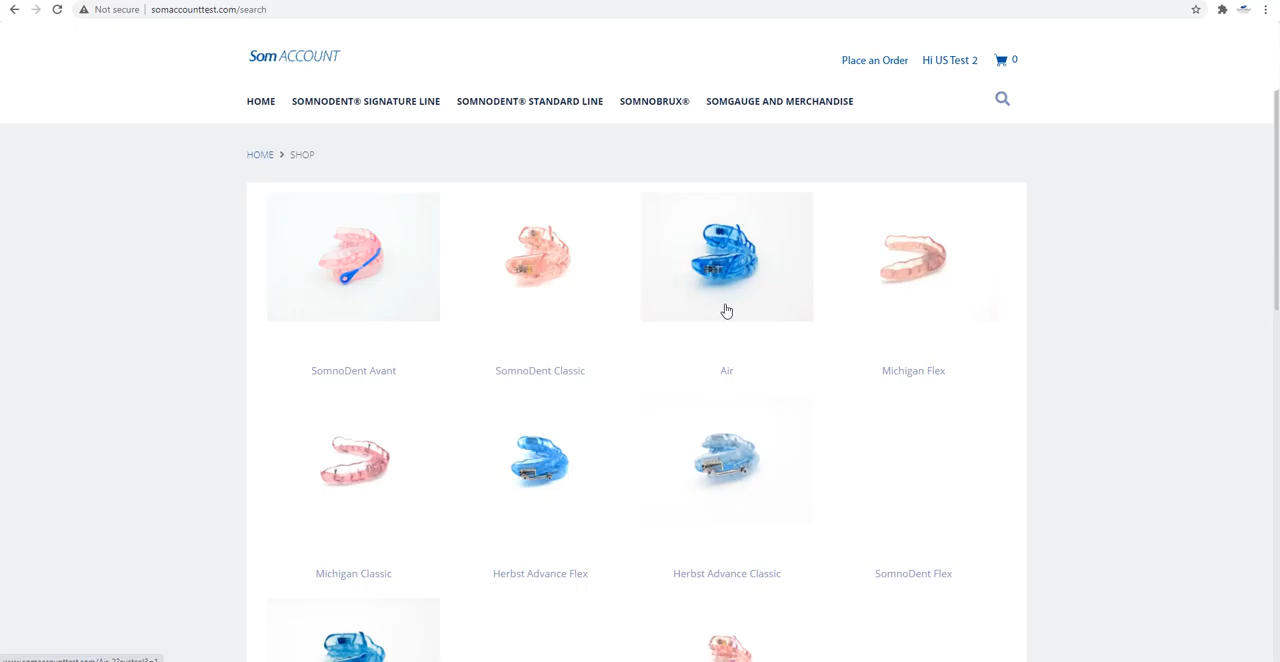 Not secure | somaccounttest.com/search
Som ACCOUNT
Place an Order Hi US Test 2 0
HOME SOMNODENT® SIGNATURE LINE SOMNODENT® STANDARD LINE SOMNOBRUX® SOMGAUGE AND MERCHANDISE
HOME > SHOP
SomnoDent Avant SomnoDent Classic Air Michigan Flex
Michigan Classic Herbst Advance Flex Herbst Advance Classic SomnoDent Flex